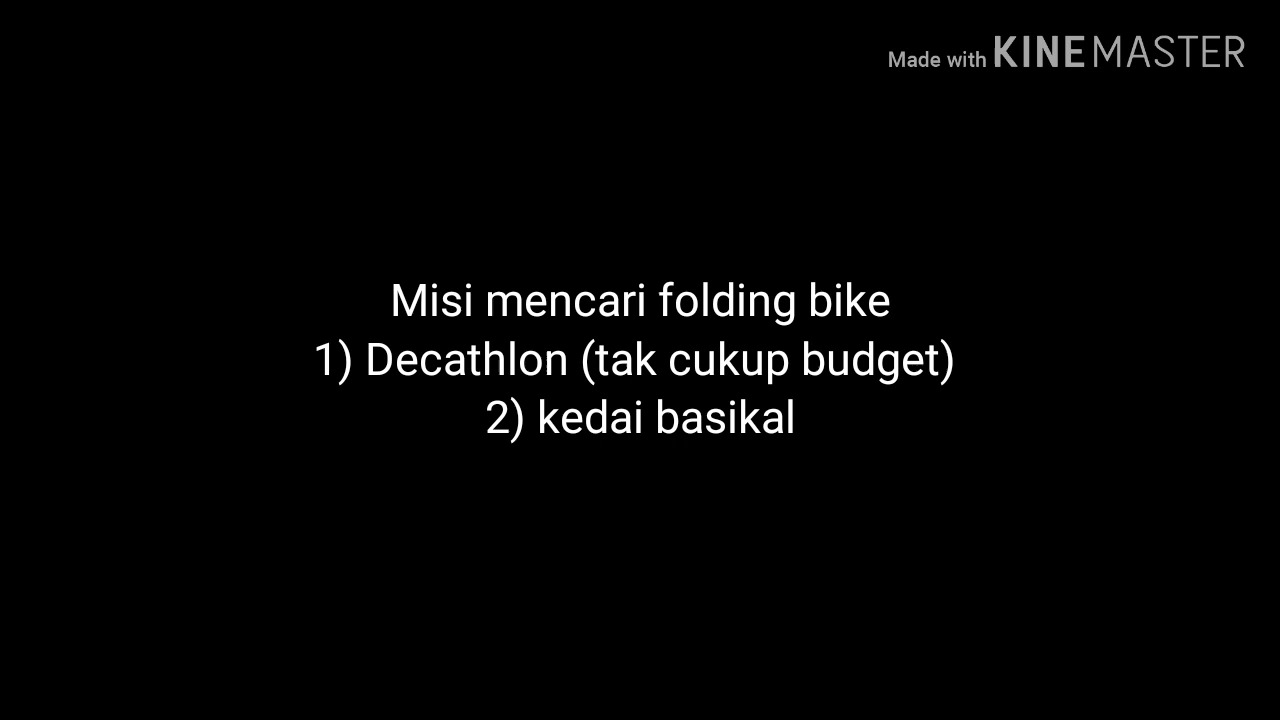 Made with KINEMASTER
Misi mencari folding bike
1) Decathlon (tak cukup budget)
2) kedai basikal